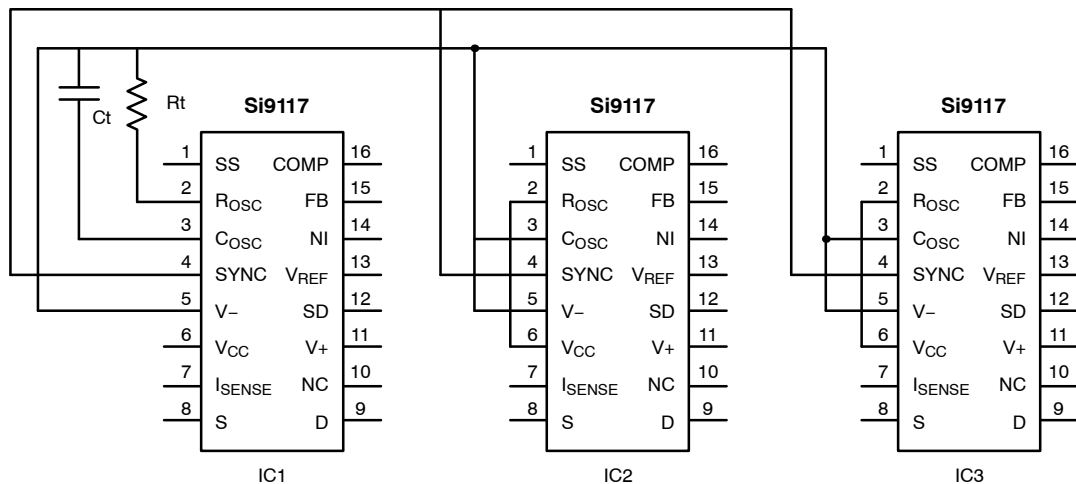 Ct
Rt
Si9117
1 SS COMP 16
2 ROSC FB 15
3 COSC NI 14
4 SYNC VREF 13
5 V− SD 12
6 VCC V+ 11
7 ISENSE NC 10
8 S D 9
IC1
Si9117
1 SS COMP 16
2 ROSC FB 15
3 COSC NI 14
4 SYNC VREF 13
5 V− SD 12
6 VCC V+ 11
7 ISENSE NC 10
8 S D 9
IC2
Si9117
1 SS COMP 16
2 ROSC FB 15
3 COSC NI 14
4 SYNC VREF 13
5 V− SD 12
6 VCC V+ 11
7 ISENSE NC 10
8 S D 9
IC3